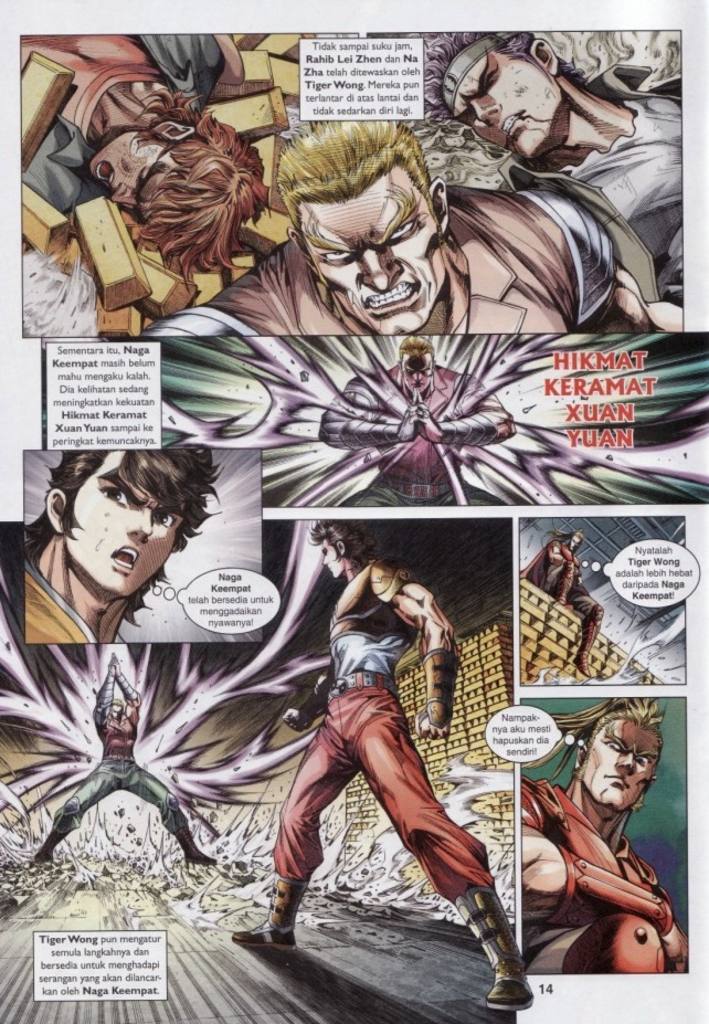 Tidak sampai suku jam,
Rahib Lei Zhen dan Na
Zha telah ditewaskan oleh
Tiger Wong. Mereka pun
terlantar di atas lantai dan
tidak sedarkan diri lagi.
Sementara itu, Naga
Keempat masih belum
mahu mengaku kalah.
Dia kelihatan sedang
meningkatkan kekuatan
Hikmat Keramat
Xuan Yuan sampai ke
peringkat kemuncaknya.
HIKMAT
KERAMAT
XUAN
YUAN
Naga
Keempat
telah bersedia untuk
menggadaikan
nyawanya!
Nyatalah
Tiger Wong
adalah lebih hebat
daripada Naga
Keempat!
Nampak-
nya aku mesti
hapuskan dia
sendiri!
Tiger Wong pun mengatur
semula langkahnya dan
bersedia untuk menghadapi
serangan yang akan dilancar-
kan oleh Naga Keempat.
14